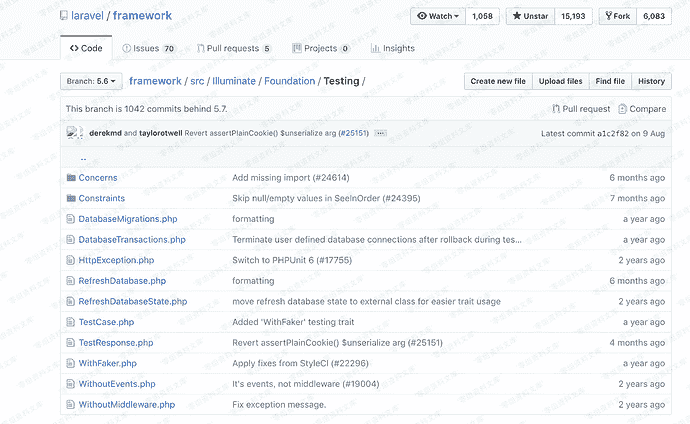 laravel / framework
Watch 1,058 Unstar 15,193 Fork 6,083
Code Issues 70 Pull requests 5 Projects 0 Insights
Branch: 5.6 framework / src / Illuminate / Foundation / Testing / Create new file Upload files Find file History
This branch is 1042 commits behind 5.7. Pull request Compare
derekmd and taylorotwell Revert assertPlainCookie() $unserialize arg (#25151) ... Latest commit a1c2f82 on 9 Aug
..
Concerns Add missing import (#24614) 6 months ago
Constraints Skip null/empty values in SeeInOrder (#24395) 7 months ago
DatabaseMigrations.php formatting a year ago
DatabaseTransactions.php Terminate user defined database connections after rollback during tes... a year ago
HttpException.php Switch to PHPUnit 6 (#17755) 2 years ago
RefreshDatabase.php formatting 6 months ago
RefreshDatabaseState.php move refresh database state to external class for easier trait usage 2 years ago
TestCase.php Added 'WithFaker' testing trait a year ago
TestResponse.php Revert assertPlainCookie() $unserialize arg (#25151) 4 months ago
WithFaker.php Apply fixes from StyleCI (#22296) a year ago
WithoutEvents.php It's events, not middleware (#19004) 2 years ago
WithoutMiddleware.php Fix exception message. 2 years ago